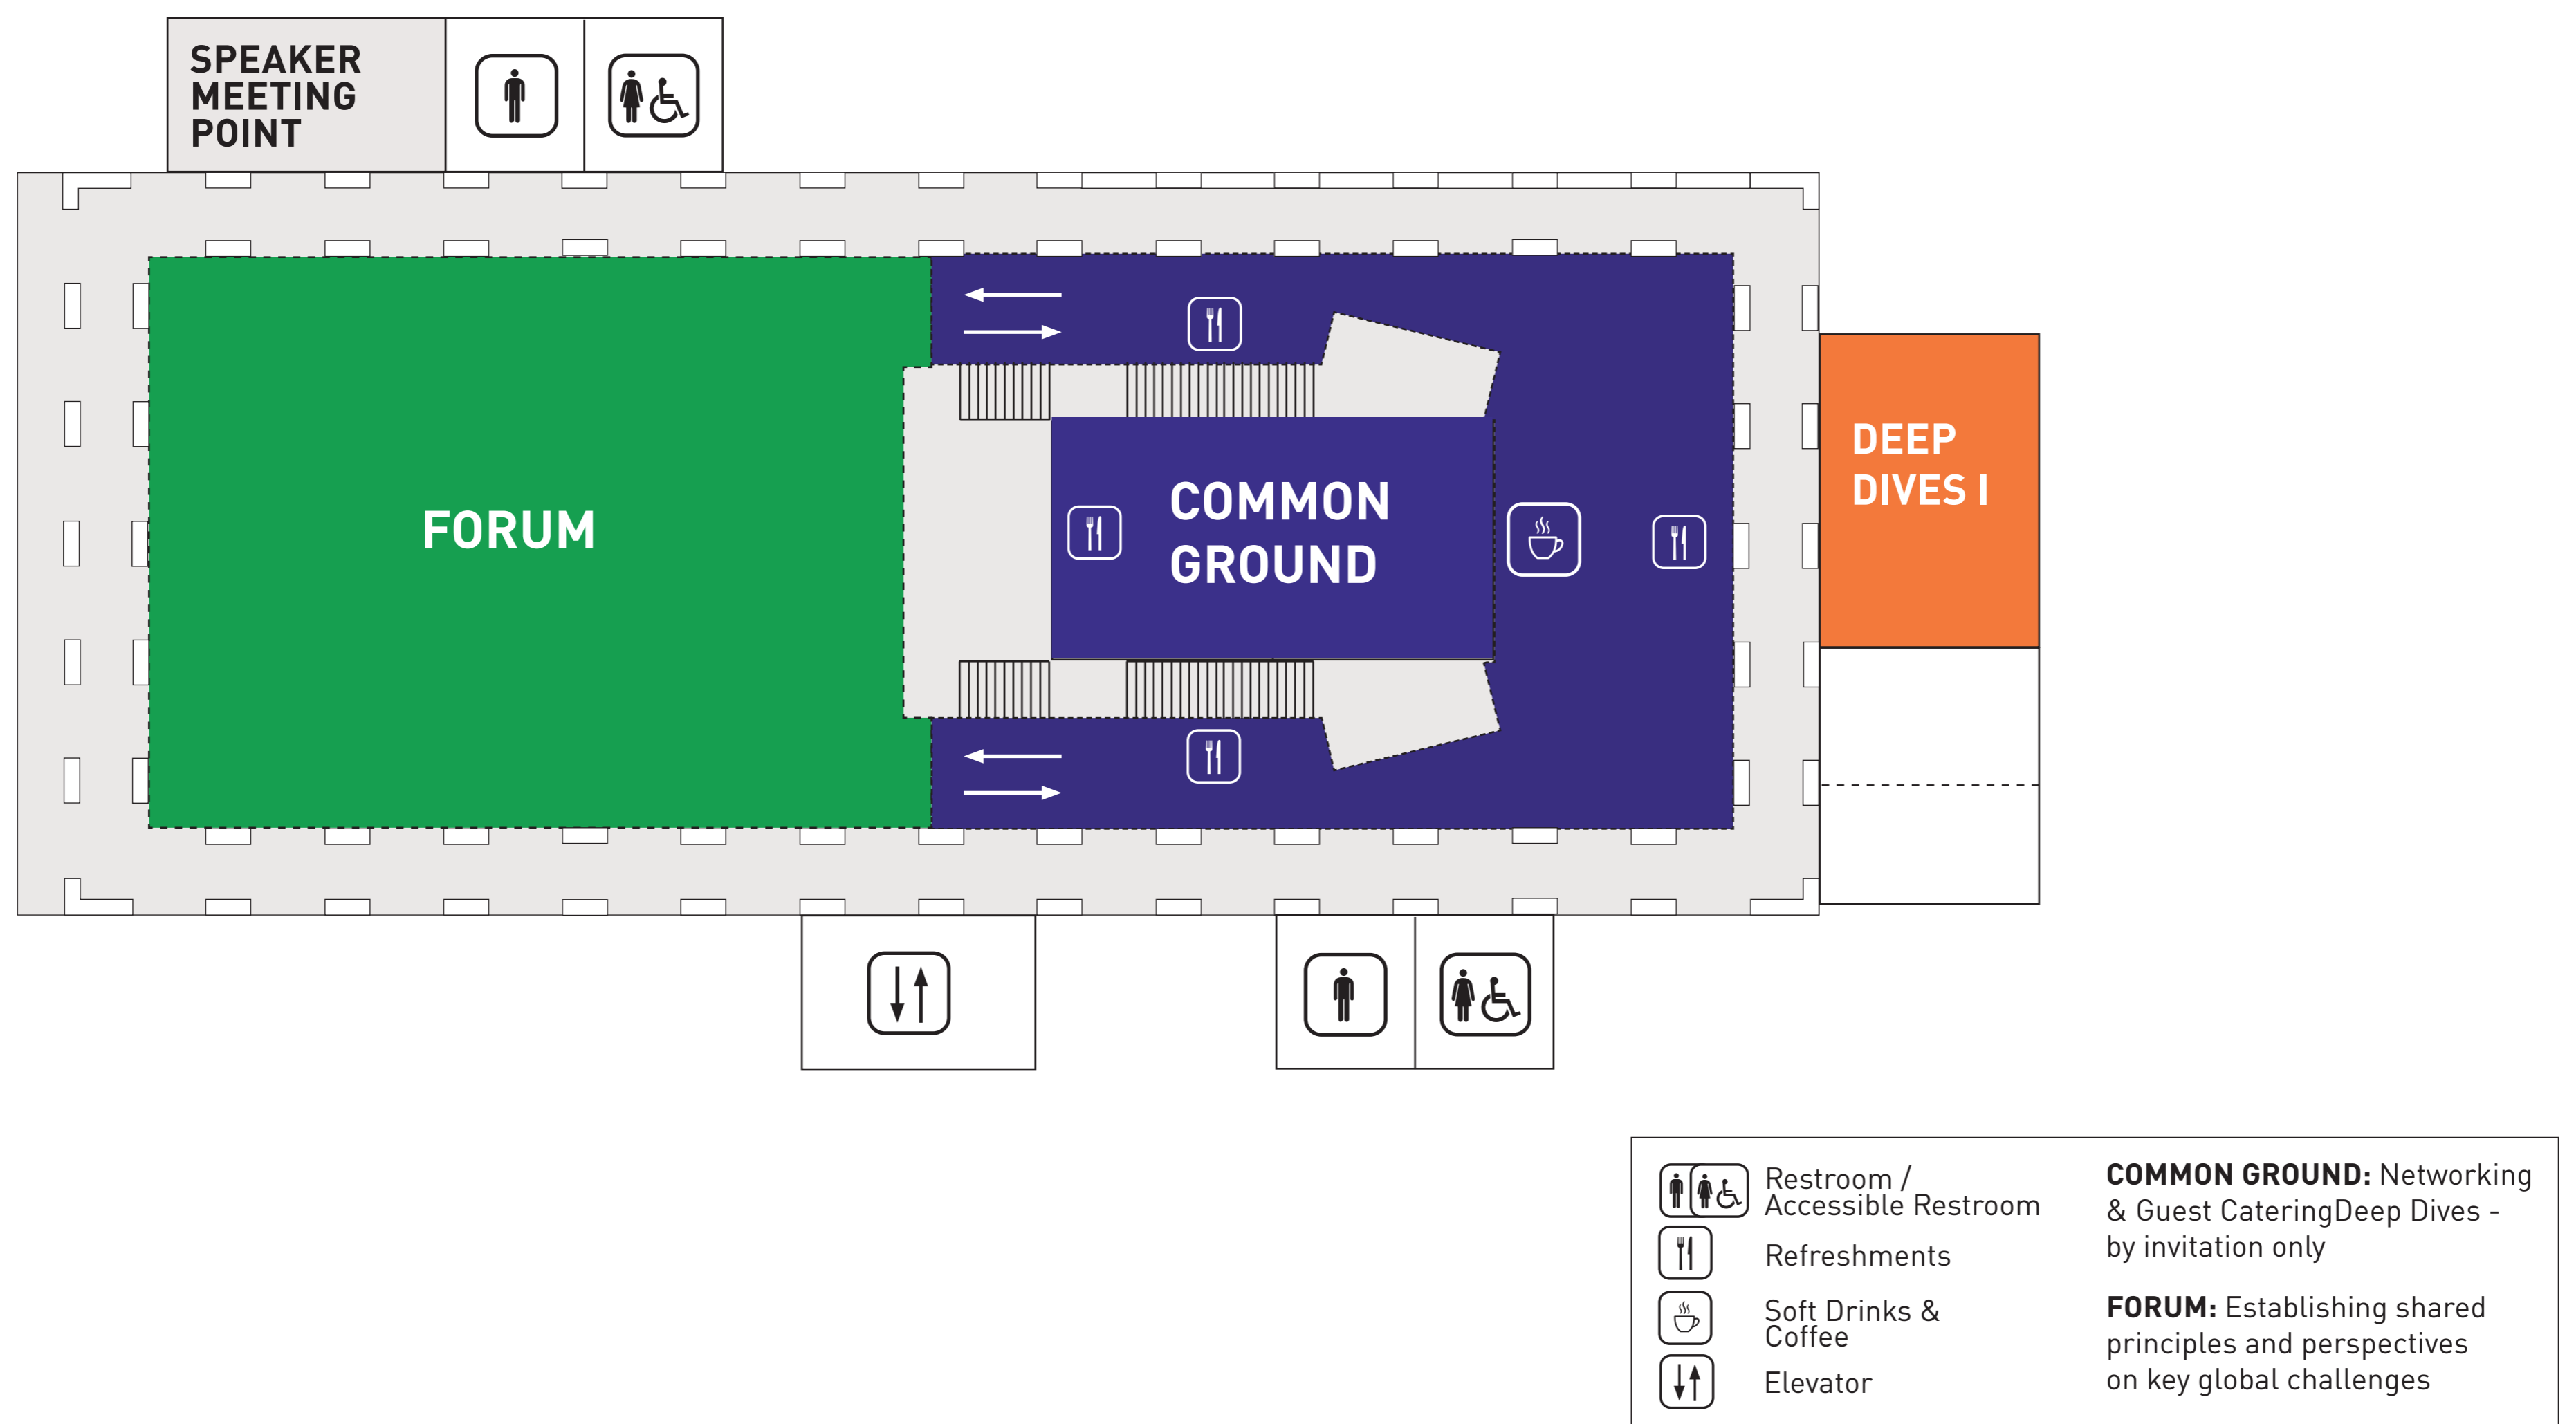 SPEAKER
MEETING
POINT
FORUM
COMMON
GROUND
DEEP
DIVES I
Restroom /
Accessible Restroom
Refreshments
Soft Drinks &
Coffee
Elevator
COMMON GROUND: Networking
& Guest CateringDeep Dives -
by invitation only
FORUM: Establishing shared
principles and perspectives
on key global challenges